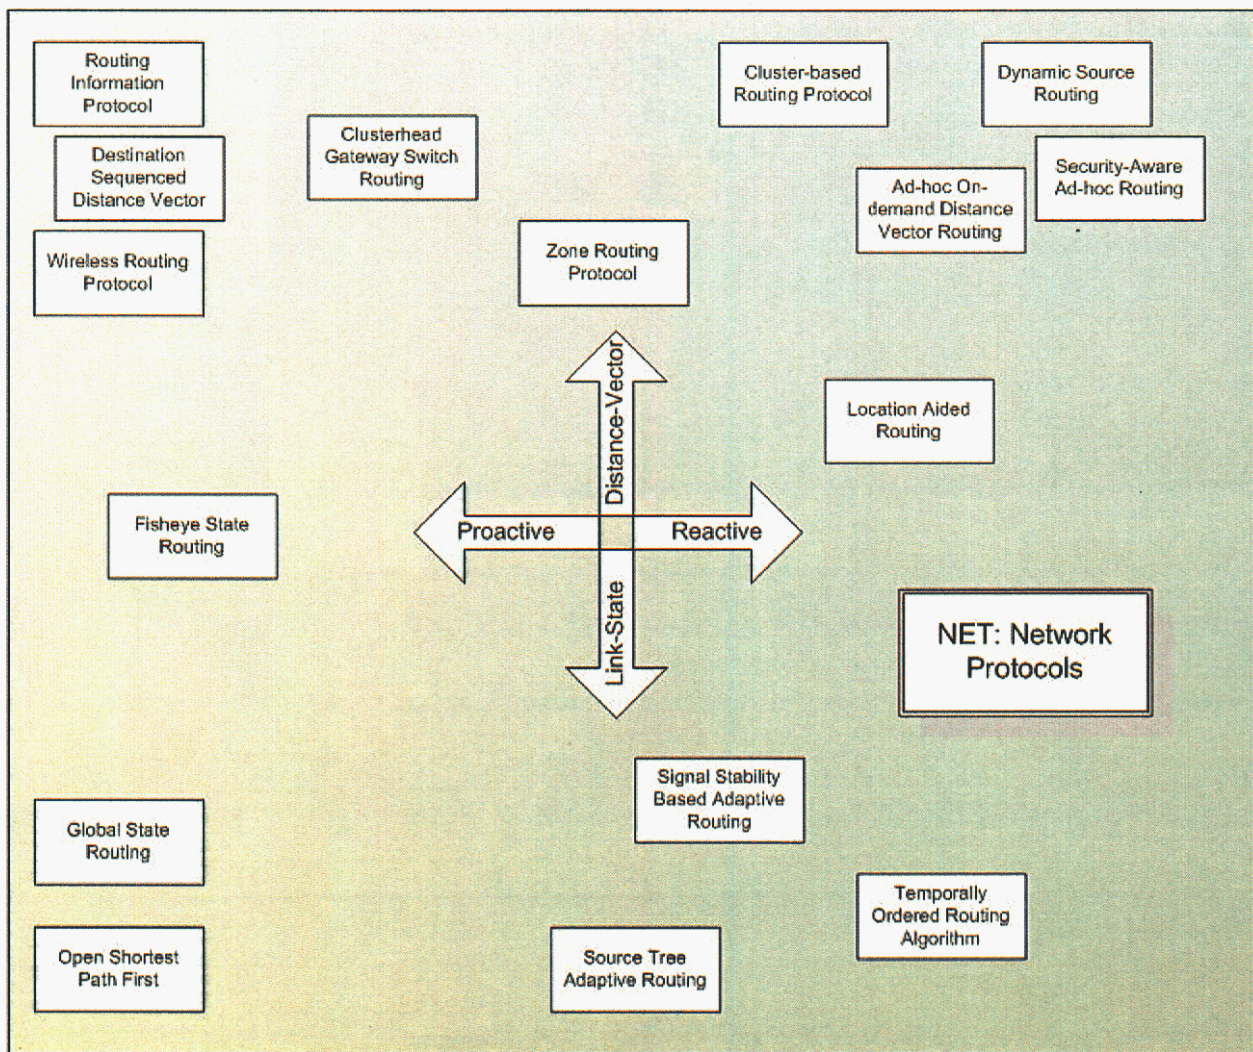 Routing
Information
Protocol
Destination
Sequenced
Distance Vector
Wireless Routing
Protocol
Clusterhead
Gateway Switch
Routing
Zone Routing
Protocol
Cluster-based
Routing Protocol
Dynamic Source
Routing
Security-Aware
Ad-hoc Routing
Ad-hoc On-
demand Distance
Vector Routing
Location Aided
Routing
Fisheye State
Routing
Distance-Vector
Proactive
Reactive
Link-State
NET: Network
Protocols
Signal Stability
Based Adaptive
Routing
Global State
Routing
Temporally
Ordered Routing
Algorithm
Open Shortest
Path First
Source Tree
Adaptive Routing